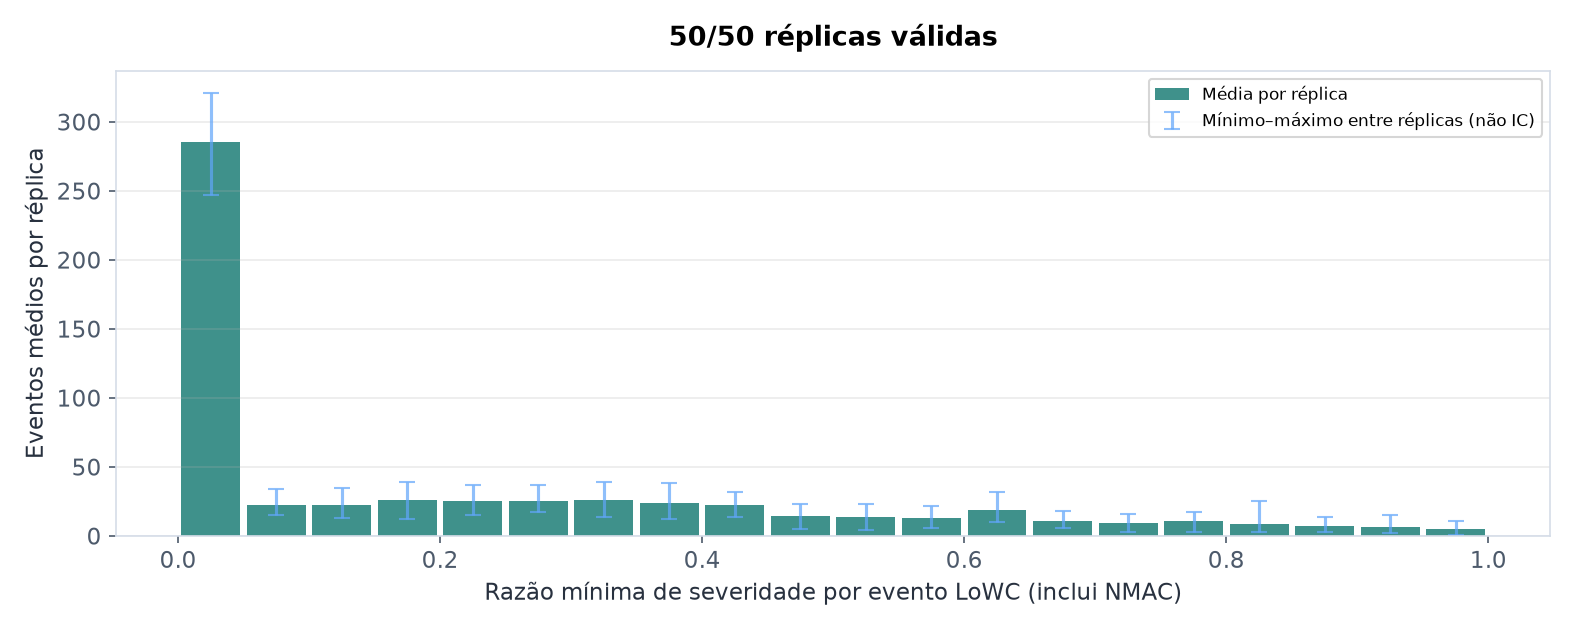 50/50 réplicas válidas
Média por réplica
Mínimo–máximo entre réplicas (não IC)
Eventos médios por réplica
300
250
200
150
100
50
0
0.0 0.2 0.4 0.6 0.8 1.0
Razão mínima de severidade por evento LoWC (inclui NMAC)